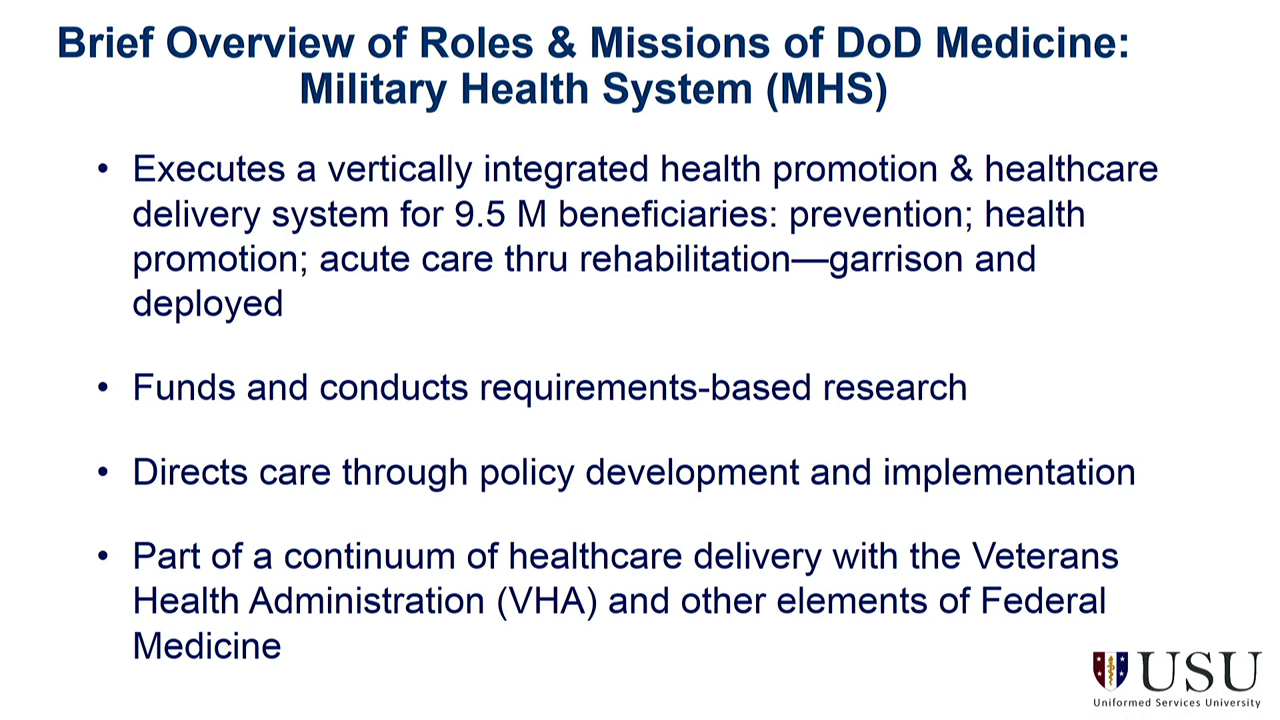 Brief Overview of Roles & Missions of DoD Medicine:
Military Health System (MHS)
• Executes a vertically integrated health promotion & healthcare
delivery system for 9.5 M beneficiaries: prevention; health
promotion; acute care thru rehabilitation—garrison and
deployed
• Funds and conducts requirements-based research
• Directs care through policy development and implementation
• Part of a continuum of healthcare delivery with the Veterans
Health Administration (VHA) and other elements of Federal
Medicine
USU
Uniformed Services University